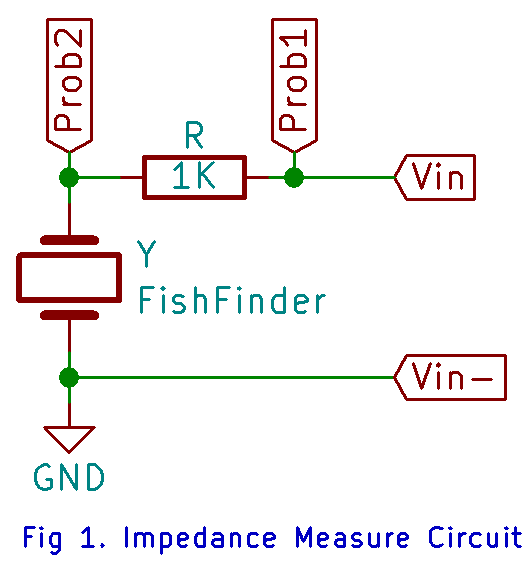 Prob2
Prob1
R
1K
Vin
Y
FishFinder
Vin-
GND
Fig 1. Impedance Measure Circuit